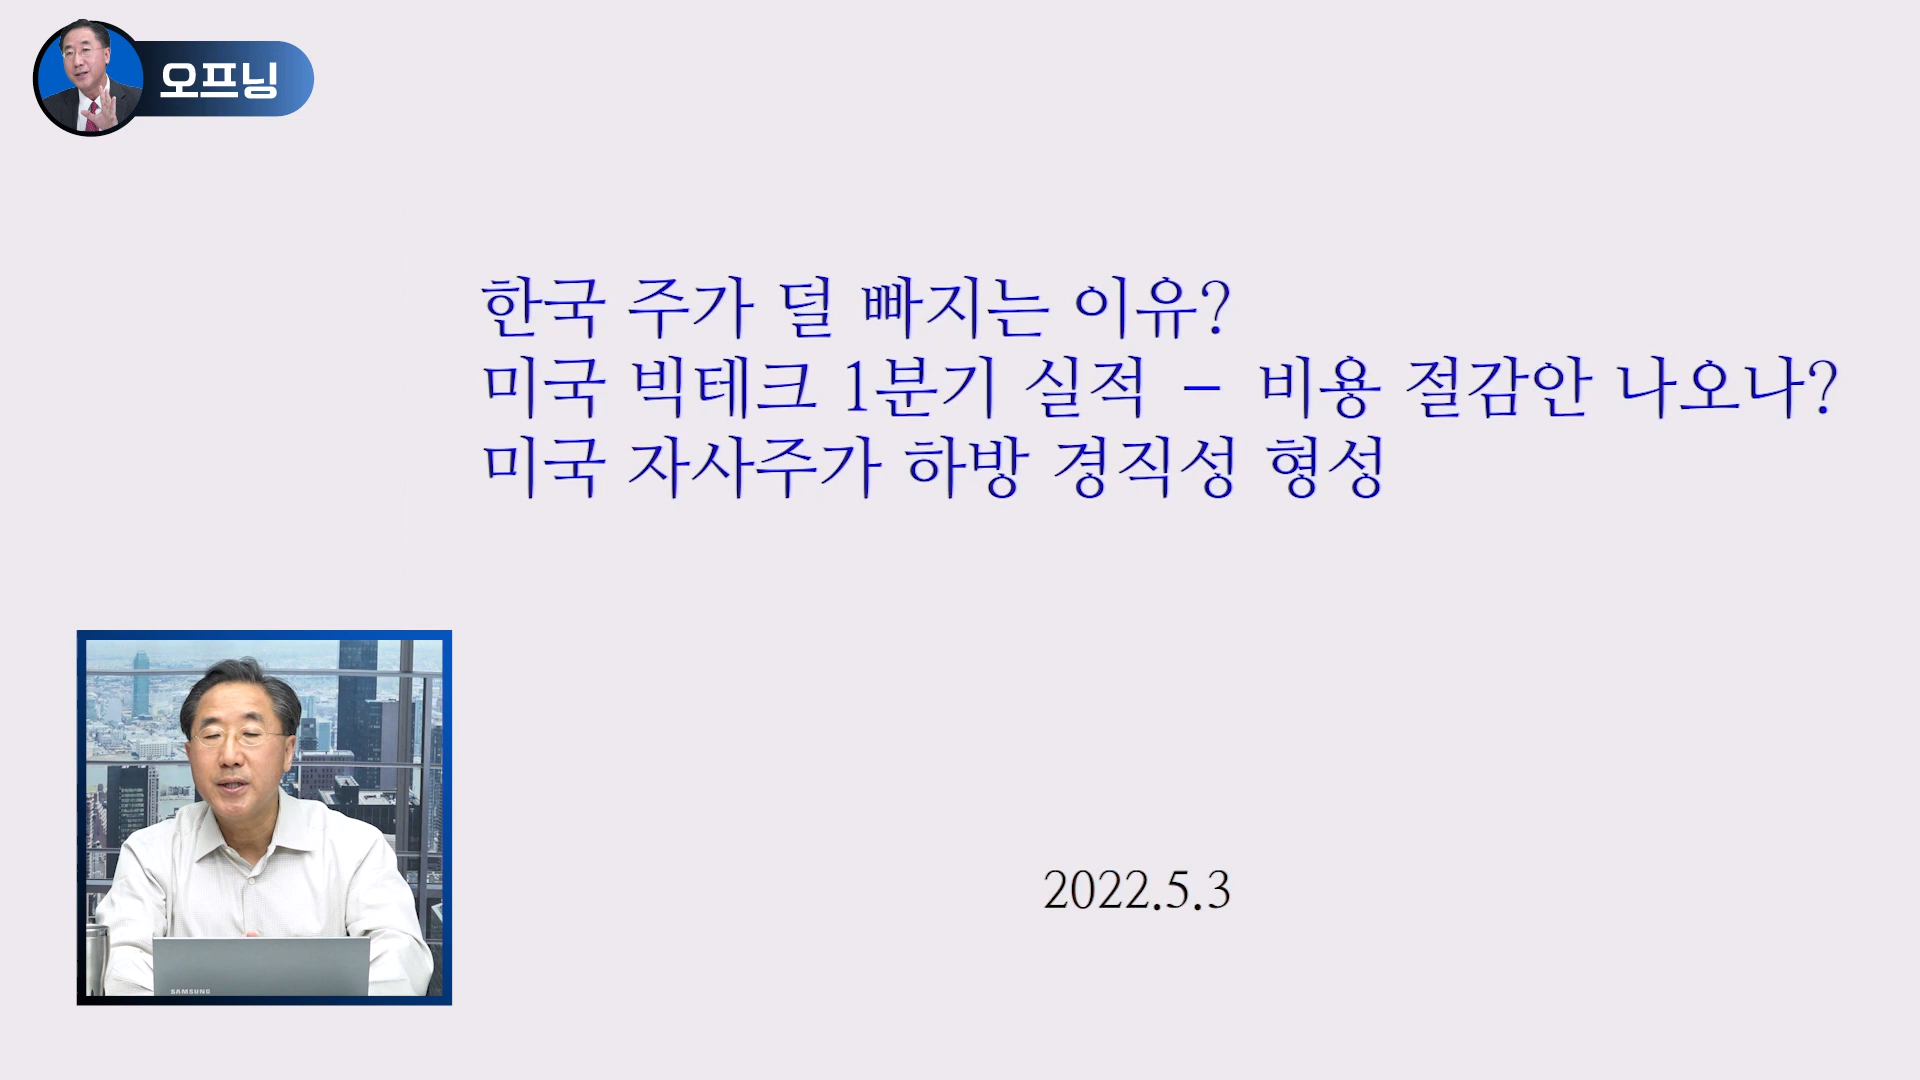 오프닝
한국 주가 덜 빠지는 이유?
미국 빅테크 1분기 실적 - 비용 절감안 나오나?
미국 자사주가 하방 경직성 형성
2022.5.3
SAMSUNG